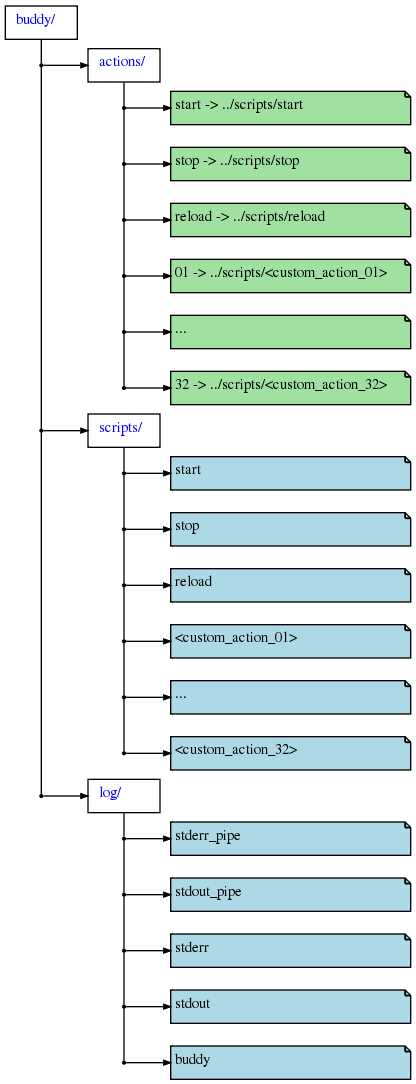 buddy/
actions/
start -> ../scripts/start
stop -> ../scripts/stop
reload -> ../scripts/reload
01 -> ../scripts/<custom_action_01>
...
32 -> ../scripts/<custom_action_32>
scripts/
start
stop
reload
<custom_action_01>
...
<custom_action_32>
log/
stderr_pipe
stdout_pipe
stderr
stdout
buddy